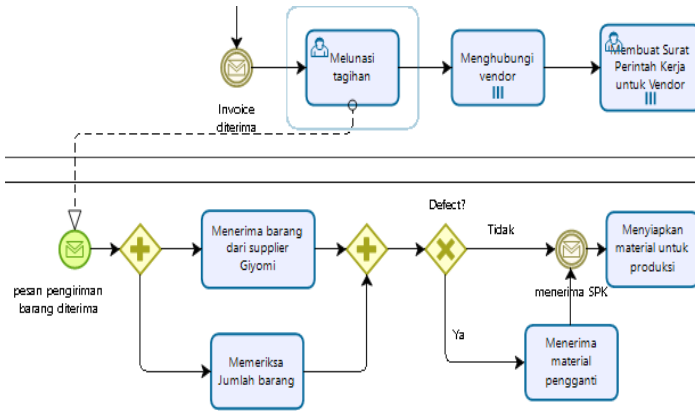 Melunasi
tagihan
Menghubungi
vendor
Membuat Surat
Perintah Kerja
untuk Vendor
Invoice
diterima
Defect?
Menerima barang
dari supplier
Giyomi
Tidak
Menyiapkan
material untuk
produksi
pesan pengiriman
barang diterima
menerima SPK
Ya
Memeriksa
Jumlah barang
Menerima
material
pengganti